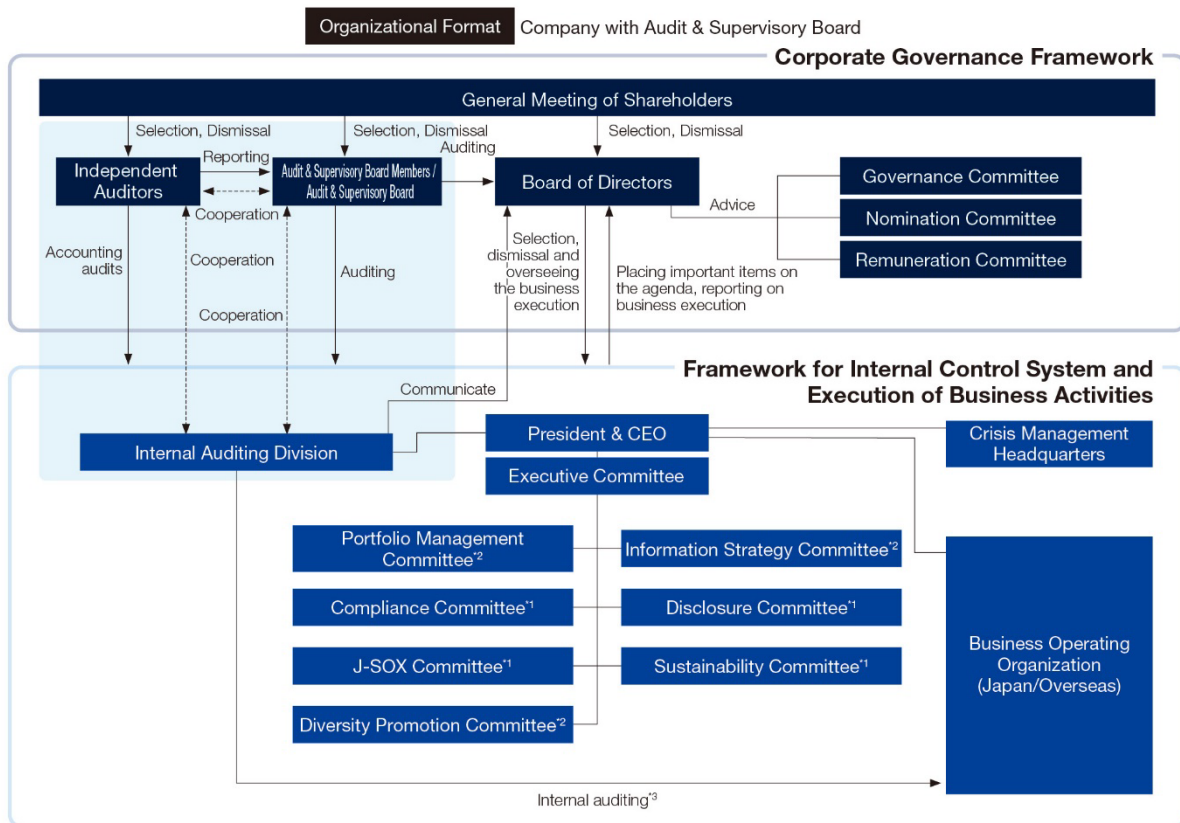 Organizational Format Company with Audit & Supervisory Board
Corporate Governance Framework
General Meeting of Shareholders
Selection, Dismissal
Selection, Dismissal
Selection, Dismissal
Independent
Auditors
Reporting
Cooperation
Audit & Supervisory Board Members /
Audit & Supervisory Board
Auditing
Board of Directors
Advice
Governance Committee
Nomination Committee
Remuneration Committee
Accounting
audits
Cooperation
Cooperation
Auditing
Selection,
dismissal and
overseeing
the business
execution
Placing important items on
the agenda, reporting on
business execution
Framework for Internal Control System and
Execution of Business Activities
Communicate
Internal Auditing Division
President & CEO
Executive Committee
Crisis Management
Headquarters
Portfolio Management
Committee*2
Information Strategy Committee*2
Compliance Committee*1
Disclosure Committee*1
J-SOX Committee*1
Sustainability Committee*1
Diversity Promotion Committee*2
Business Operating
Organization
(Japan/Overseas)
Internal auditing*3